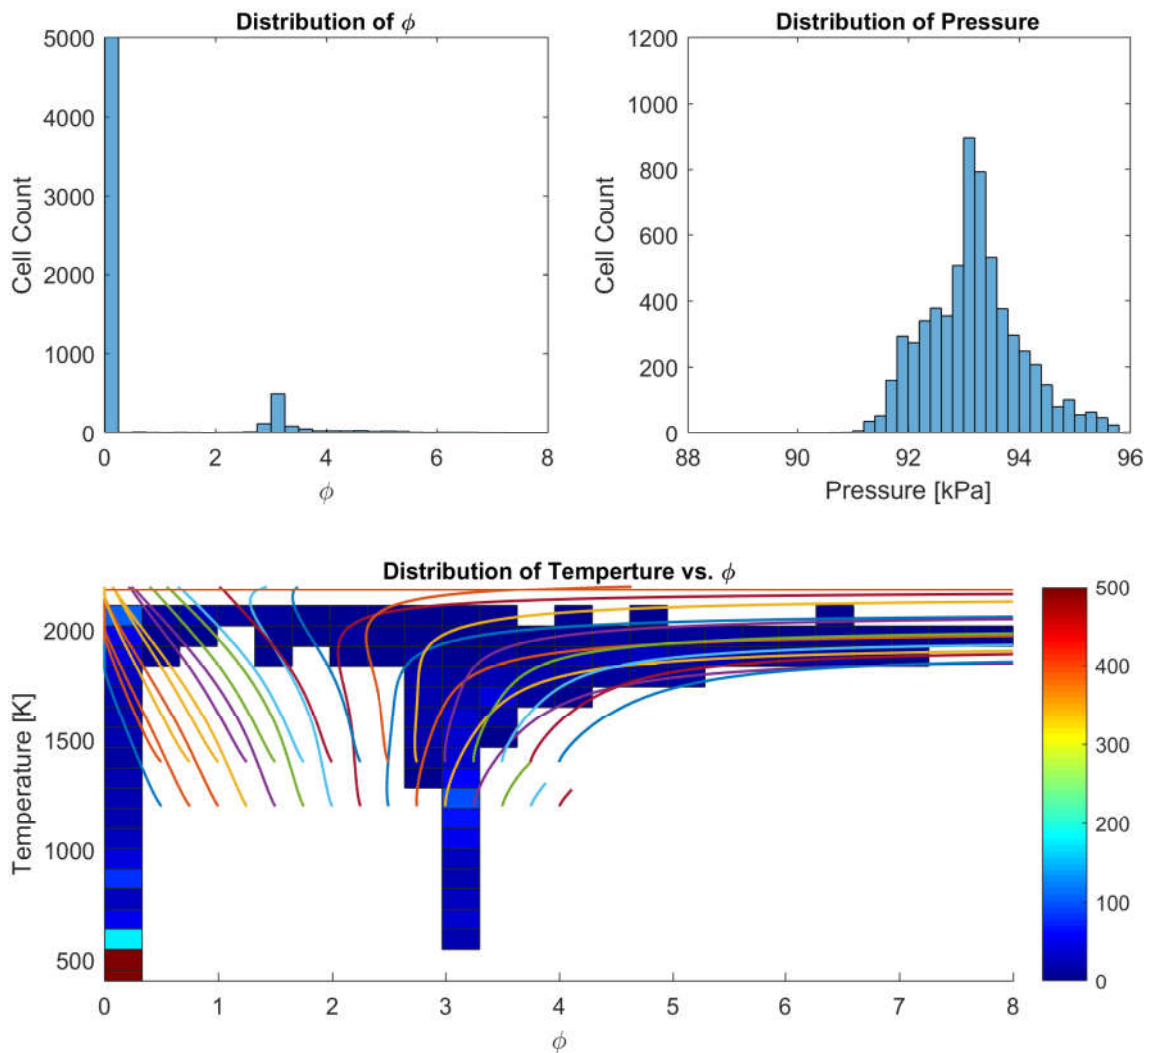 Distribution of ϕ
5000
4000
3000
2000
1000
0
Cell Count
0 2 4 6 8
ϕ
Distribution of Pressure
1200
1000
800
600
400
200
0
Cell Count
88 90 92 94 96
Pressure [kPa]
Distribution of Temperture vs. ϕ
2000
1500
1000
500
Temperature [K]
0 1 2 3 4 5 6 7 8
ϕ
500
400
300
200
100
0